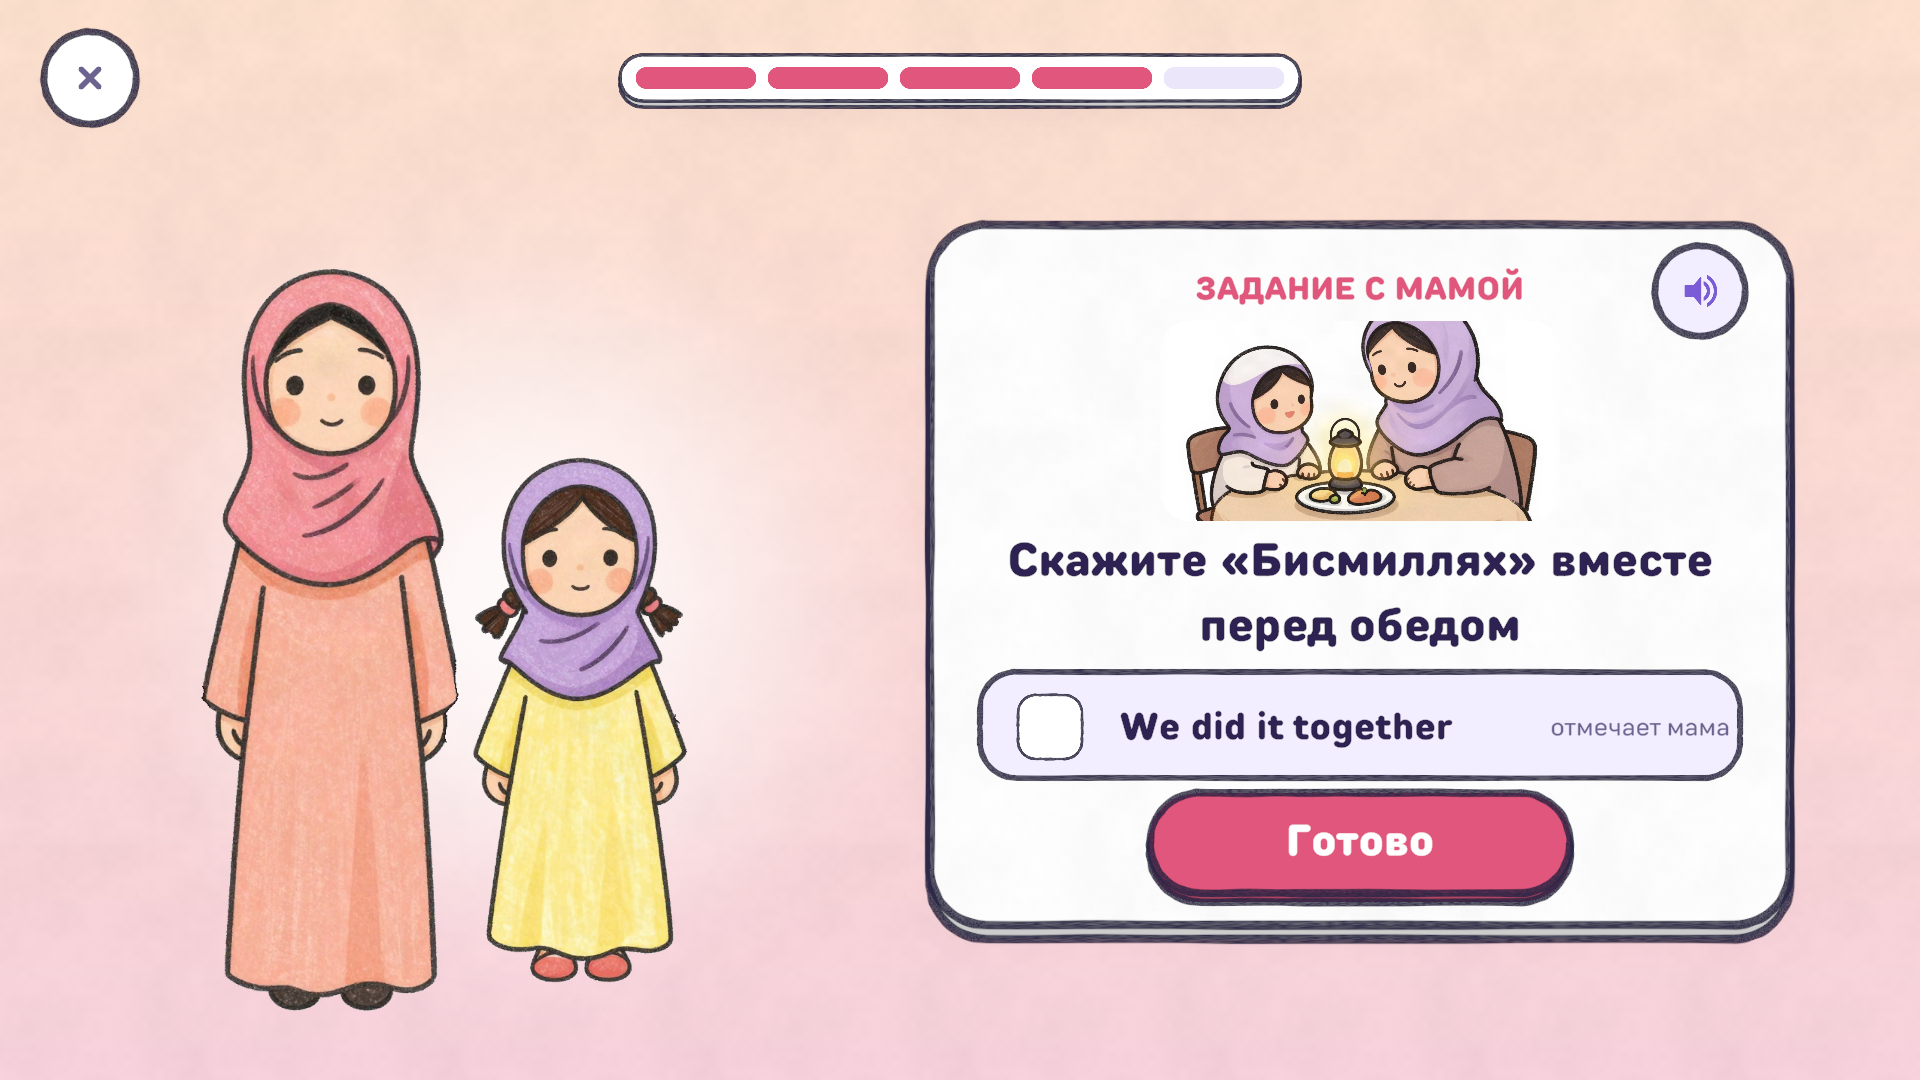 ЗАДАНИЕ С МАМОЙ
Скажите «Бисмиллях» вместе
перед обедом
We did it together
отмечает мама
Готово